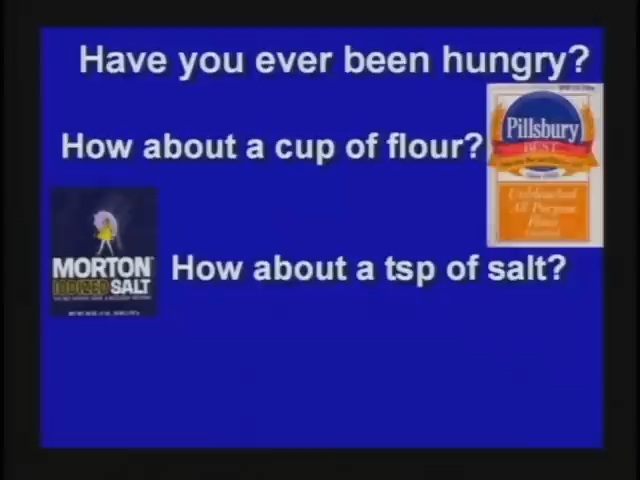 Have you ever been hungry?
How about a cup of flour?
Pillsbury
BEST
Unbleached
All Purpose
Flour
MORTON
IODIZED SALT
How about a tsp of salt?